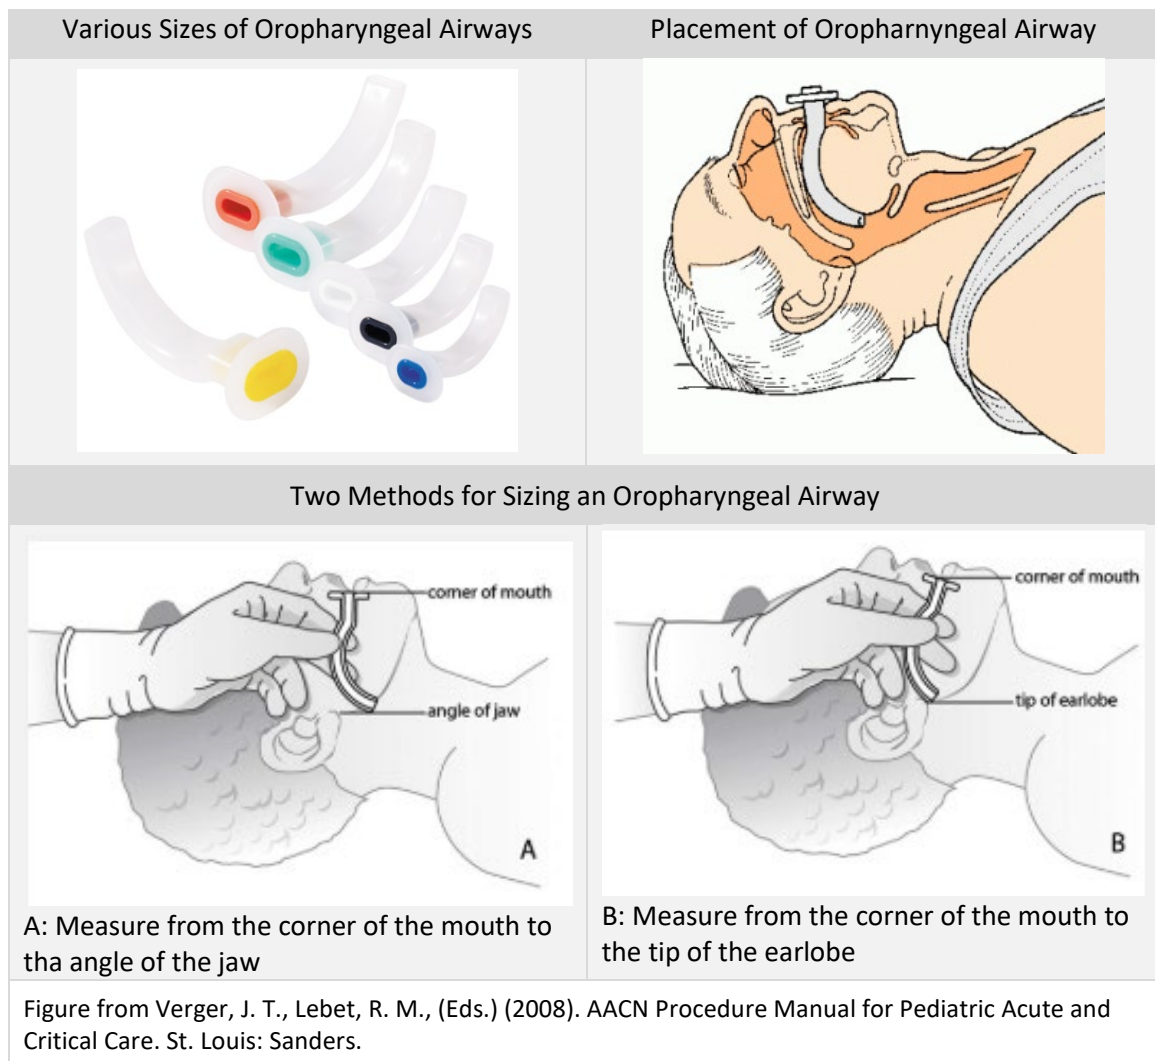 Various Sizes of Oropharyngeal Airways
Placement of Oropharnyngeal Airway
Two Methods for Sizing an Oropharyngeal Airway
corner of mouth
angle of jaw
A
corner of mouth
tip of earlobe
B
A: Measure from the corner of the mouth to
tha angle of the jaw
B: Measure from the corner of the mouth to
the tip of the earlobe
Figure from Verger, J. T., Lebet, R. M., (Eds.) (2008). AACN Procedure Manual for Pediatric Acute and
Critical Care. St. Louis: Sanders.